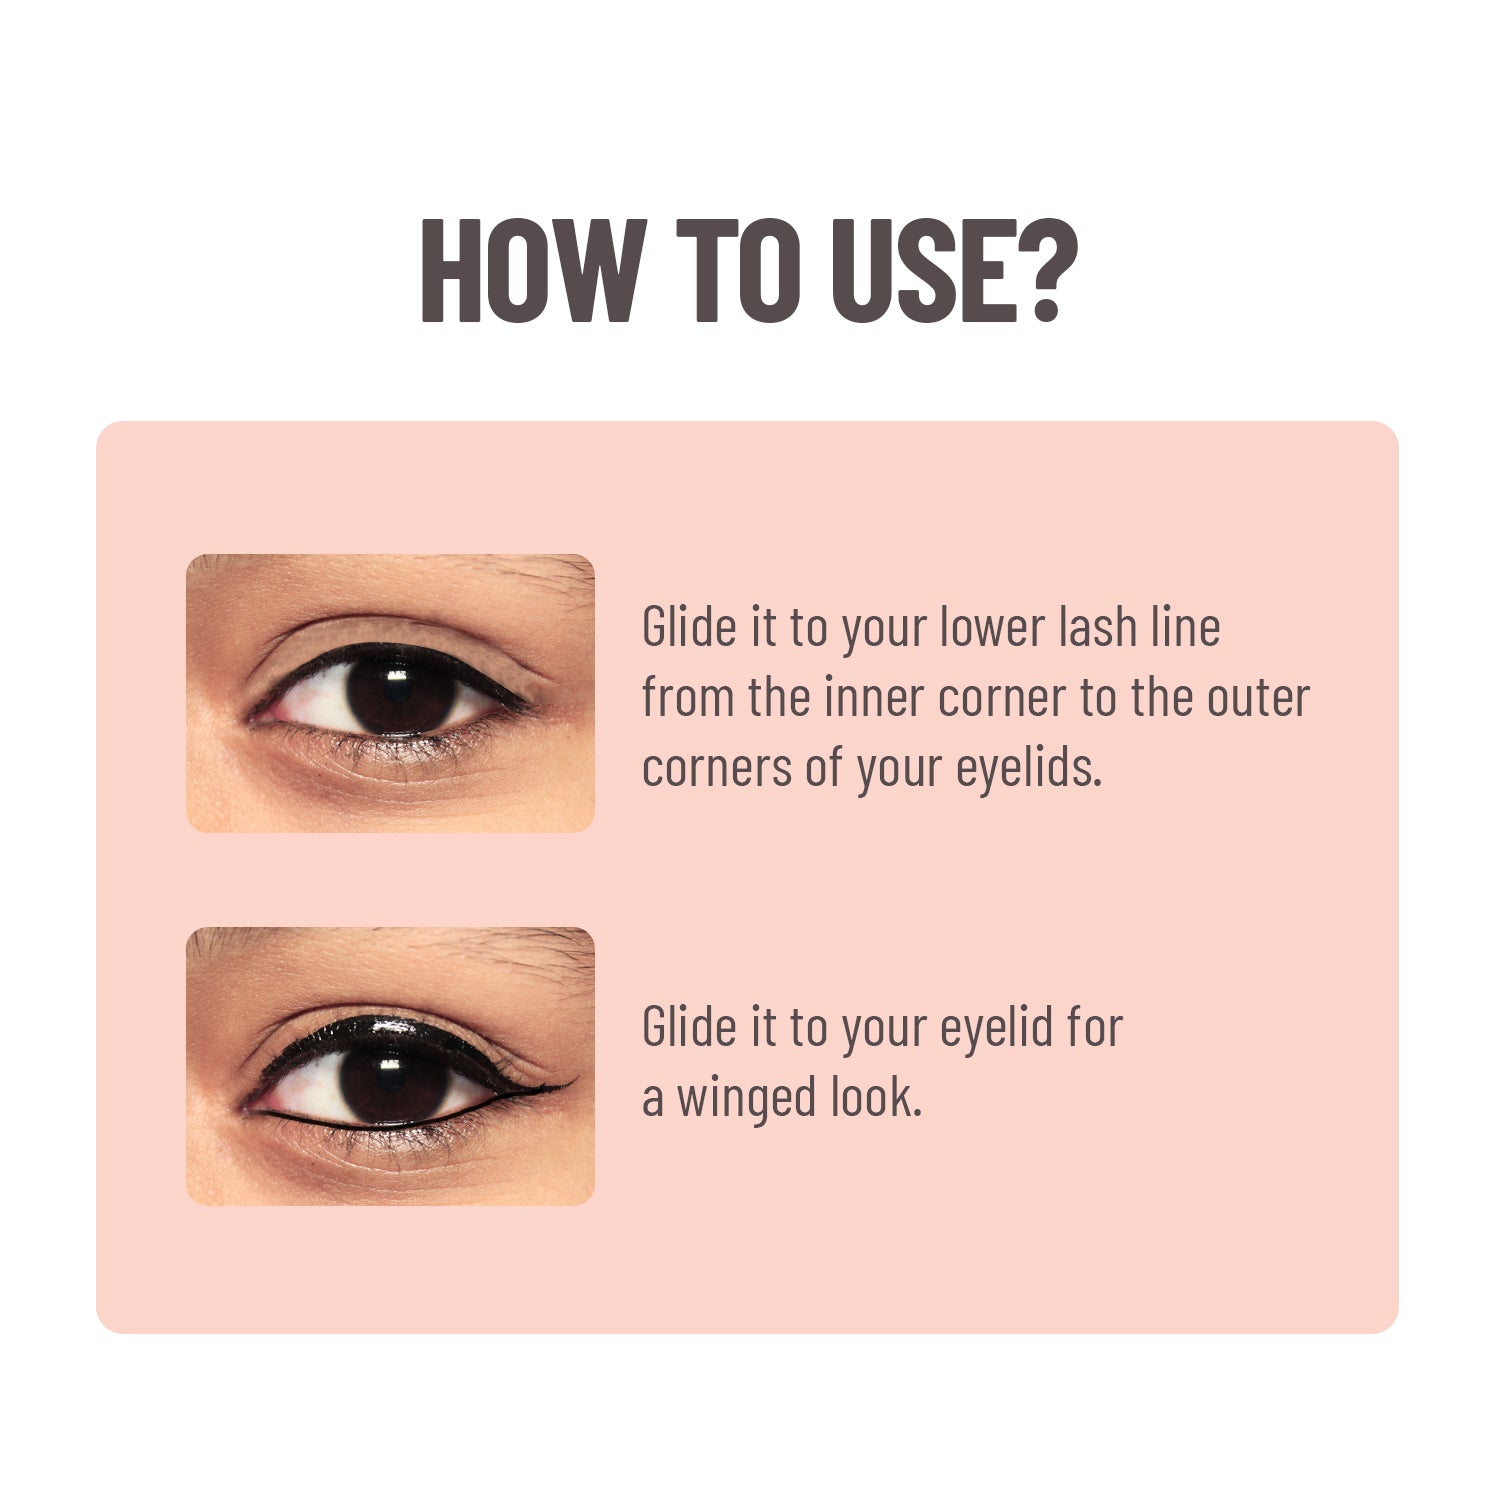 HOW TO USE?
Glide it to your lower lash line
from the inner corner to the outer
corners of your eyelids.
Glide it to your eyelid for
a winged look.